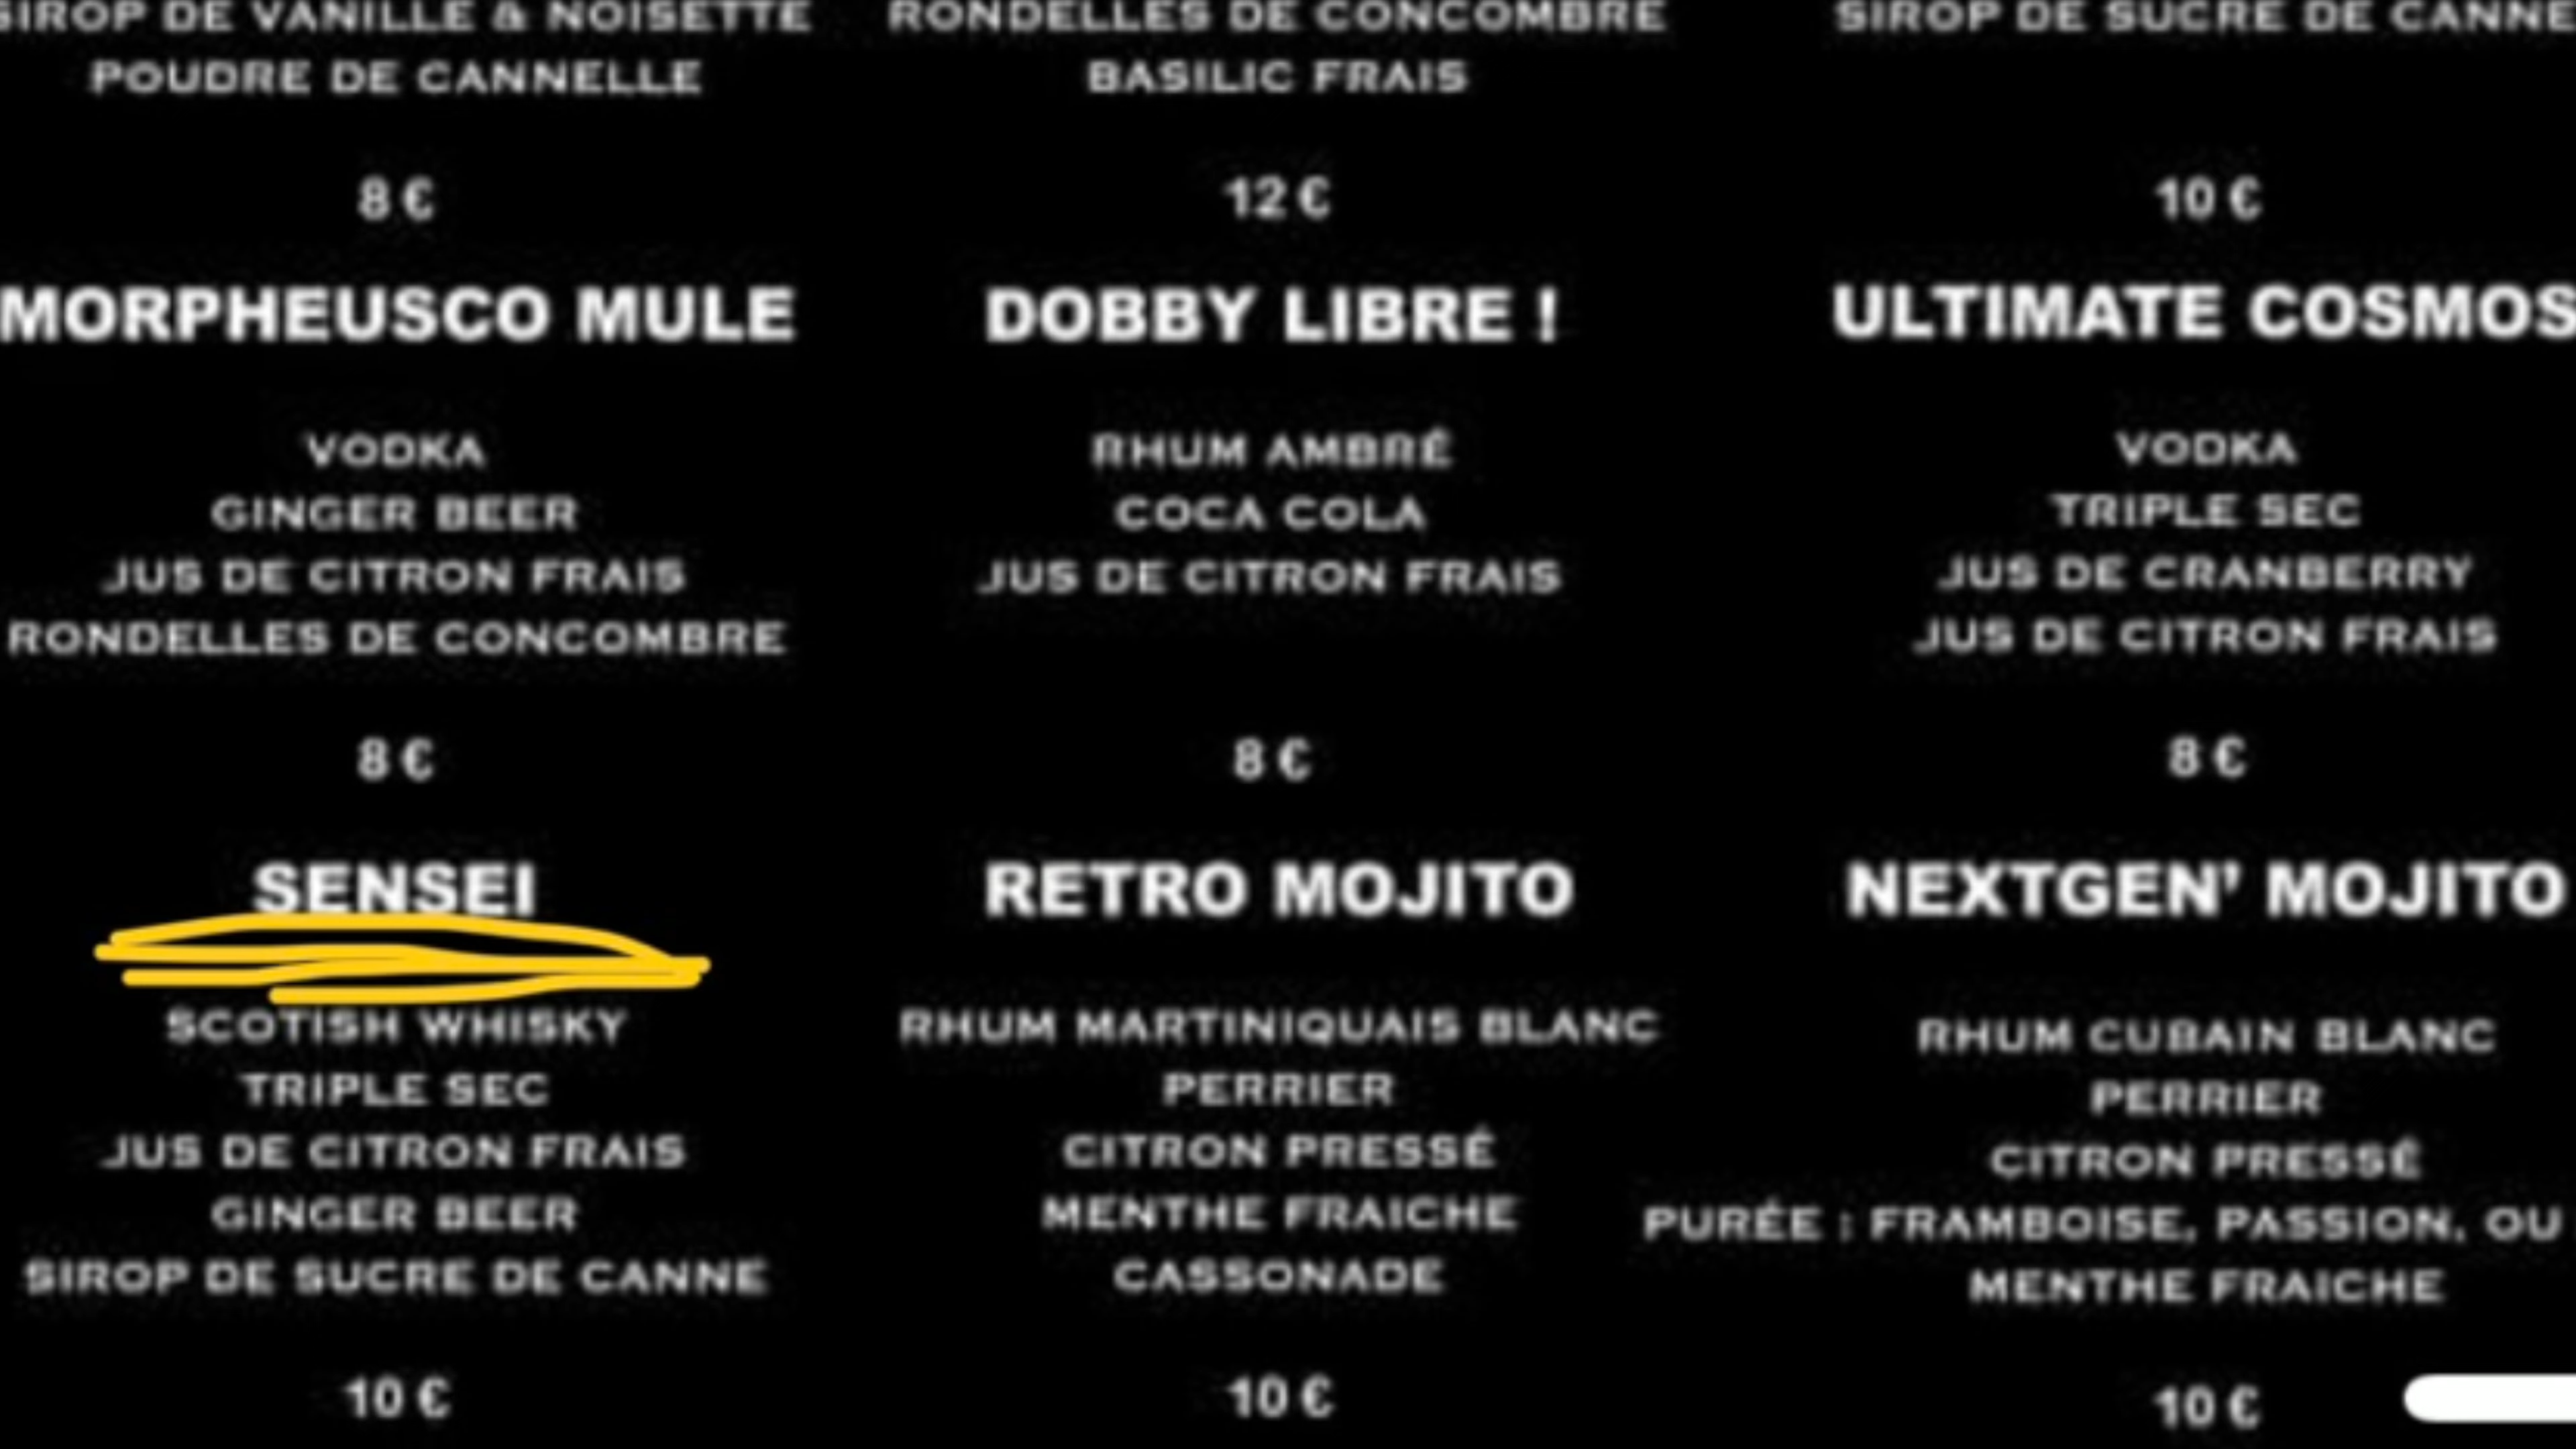 SIROP DE VANILLE & NOISETTE
POUDRE DE CANNELLE
8 €
RONDELLES DE CONCOMBRE
BASILIC FRAIS
12 €
SIROP DE SUCRE DE CANNE
10 €
MORPHEUSCO MULE
VODKA
GINGER BEER
JUS DE CITRON FRAIS
RONDELLES DE CONCOMBRE
8 €
DOBBY LIBRE !
RHUM AMBRÉ
COCA COLA
JUS DE CITRON FRAIS
8 €
ULTIMATE COSMOS
VODKA
TRIPLE SEC
JUS DE CRANBERRY
JUS DE CITRON FRAIS
8 €
SENSEI
SCOTISH WHISKY
TRIPLE SEC
JUS DE CITRON FRAIS
GINGER BEER
SIROP DE SUCRE DE CANNE
10 €
RETRO MOJITO
RHUM MARTINIQUAIS BLANC
PERRIER
CITRON PRESSÉ
MENTHE FRAICHE
CASSONADE
10 €
NEXTGEN' MOJITO
RHUM CUBAIN BLANC
PERRIER
CITRON PRESSÉ
PURÉE : FRAMBOISE, PASSION, OU
MENTHE FRAICHE
10 €